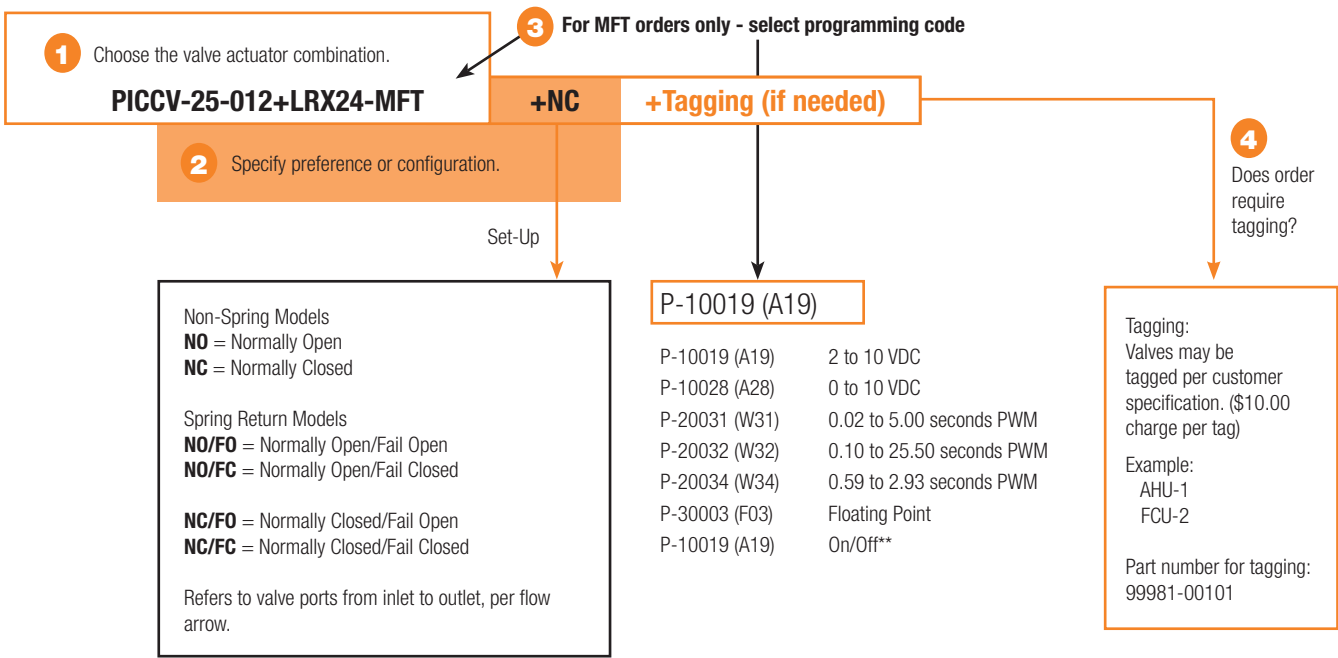 3 For MFT orders only - select programming code
1 Choose the valve actuator combination.
PICCV-25-012+LRX24-MFT +NC +Tagging (if needed)
2 Specify preference or configuration.
4
Does order
require
tagging?
Set-Up
Non-Spring Models
NO = Normally Open
NC = Normally Closed
Spring Return Models
NO/FO = Normally Open/Fail Open
NO/FC = Normally Open/Fail Closed
NC/FO = Normally Closed/Fail Open
NC/FC = Normally Closed/Fail Closed
Refers to valve ports from inlet to outlet, per flow
arrow.
P-10019 (A19)
P-10019 (A19) 2 to 10 VDC
P-10028 (A28) 0 to 10 VDC
P-20031 (W31) 0.02 to 5.00 seconds PWM
P-20032 (W32) 0.10 to 25.50 seconds PWM
P-20034 (W34) 0.59 to 2.93 seconds PWM
P-30003 (F03) Floating Point
P-10019 (A19) On/Off**
Tagging:
Valves may be
tagged per customer
specification. ($10.00
charge per tag)
Example:
AHU-1
FCU-2
Part number for tagging:
99981-00101